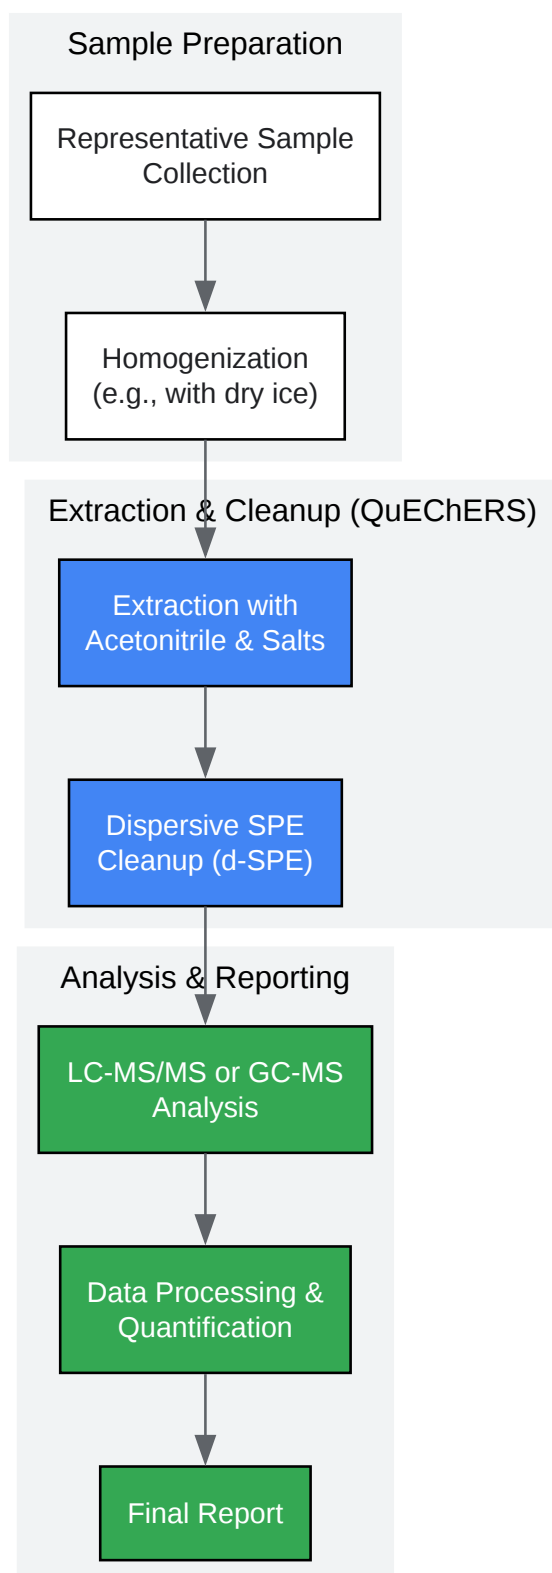 Sample Preparation
Representative Sample
Collection
Homogenization
(e.g., with dry ice)
Extraction & Cleanup (QuEChERS)
Extraction with
Acetonitrile & Salts
Dispersive SPE
Cleanup (d-SPE)
Analysis & Reporting
LC-MS/MS or GC-MS
Analysis
Data Processing &
Quantification
Final Report